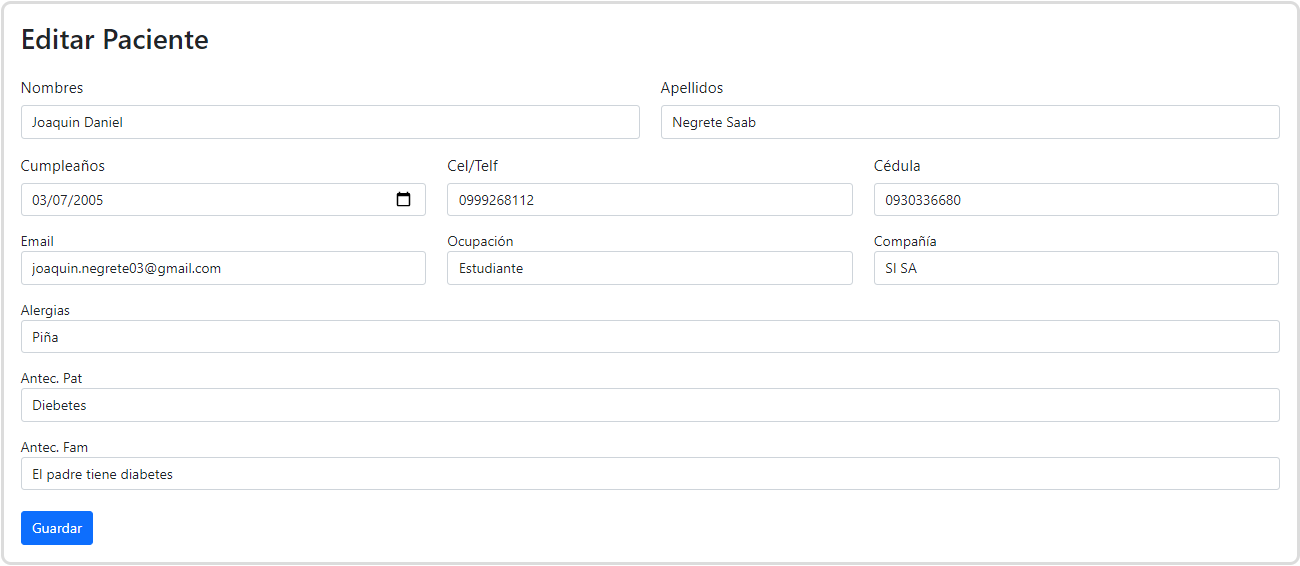 Editar Paciente
Nombres Apellidos
Joaquin Daniel Negrete Saab
Cumpleaños Cel/Telf Cédula
03/07/2005 0999268112 0930336680
Email Ocupación Compañía
joaquin.negrete03@gmail.com Estudiante SI SA
Alergias
Piña
Antec. Pat
Diebetes
Antec. Fam
El padre tiene diabetes
Guardar